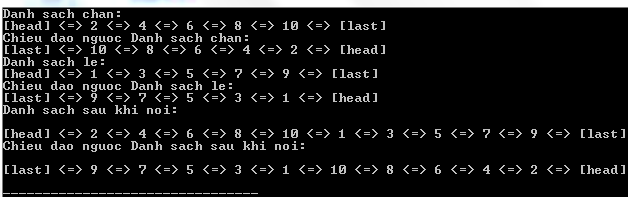 Danh sach chan:
[head] <=> 2 <=> 4 <=> 6 <=> 8 <=> 10 <=> [last]
Chieu dao nguoc Danh sach chan:
[last] <=> 10 <=> 8 <=> 6 <=> 4 <=> 2 <=> [head]
Danh sach le:
[head] <=> 1 <=> 3 <=> 5 <=> 7 <=> 9 <=> [last]
Chieu dao nguoc Danh sach le:
[last] <=> 9 <=> 7 <=> 5 <=> 3 <=> 1 <=> [head]
Danh sach sau khi noi:
[head] <=> 2 <=> 4 <=> 6 <=> 8 <=> 10 <=> 1 <=> 3 <=> 5 <=> 7 <=> 9 <=> [last]
Chieu dao nguoc Danh sach sau khi noi:
[last] <=> 9 <=> 7 <=> 5 <=> 3 <=> 1 <=> 10 <=> 8 <=> 6 <=> 4 <=> 2 <=> [head]
--------------------------------